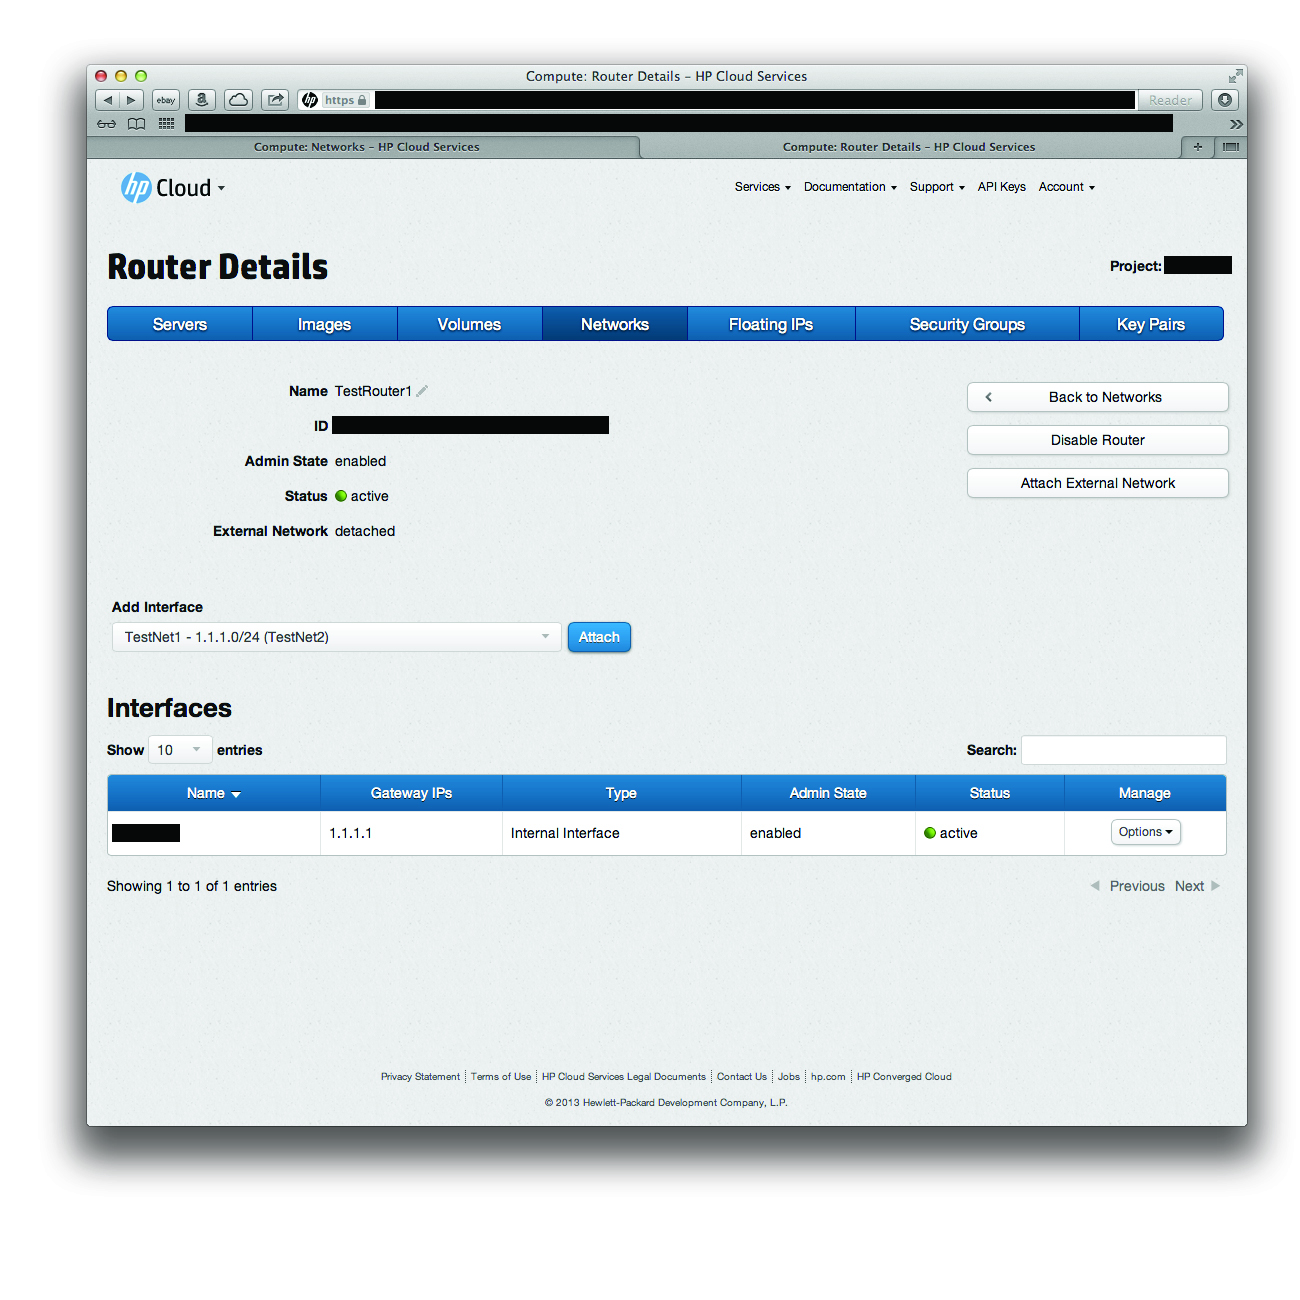 Compute: Router Details – HP Cloud Services
ebay a hp https Reader
Compute: Networks – HP Cloud Services Compute: Router Details – HP Cloud Services
hp Cloud Services Documentation Support API Keys Account
Router Details
Project:
Servers Images Volumes Networks Floating IPs Security Groups Key Pairs
Name TestRouter1
Back to Networks
ID
Disable Router
Admin State enabled
Attach External Network
Status active
External Network detached
Add Interface
TestNet1 - 1.1.1.0/24 (TestNet2) Attach
Interfaces
Show 10 entries Search:
Name Gateway IPs Type Admin State Status Manage
1.1.1.1 Internal Interface enabled active Options
Showing 1 to 1 of 1 entries Previous Next
Privacy Statement Terms of Use HP Cloud Services Legal Documents Contact Us Jobs hp.com HP Converged Cloud
© 2013 Hewlett-Packard Development Company, L.P.